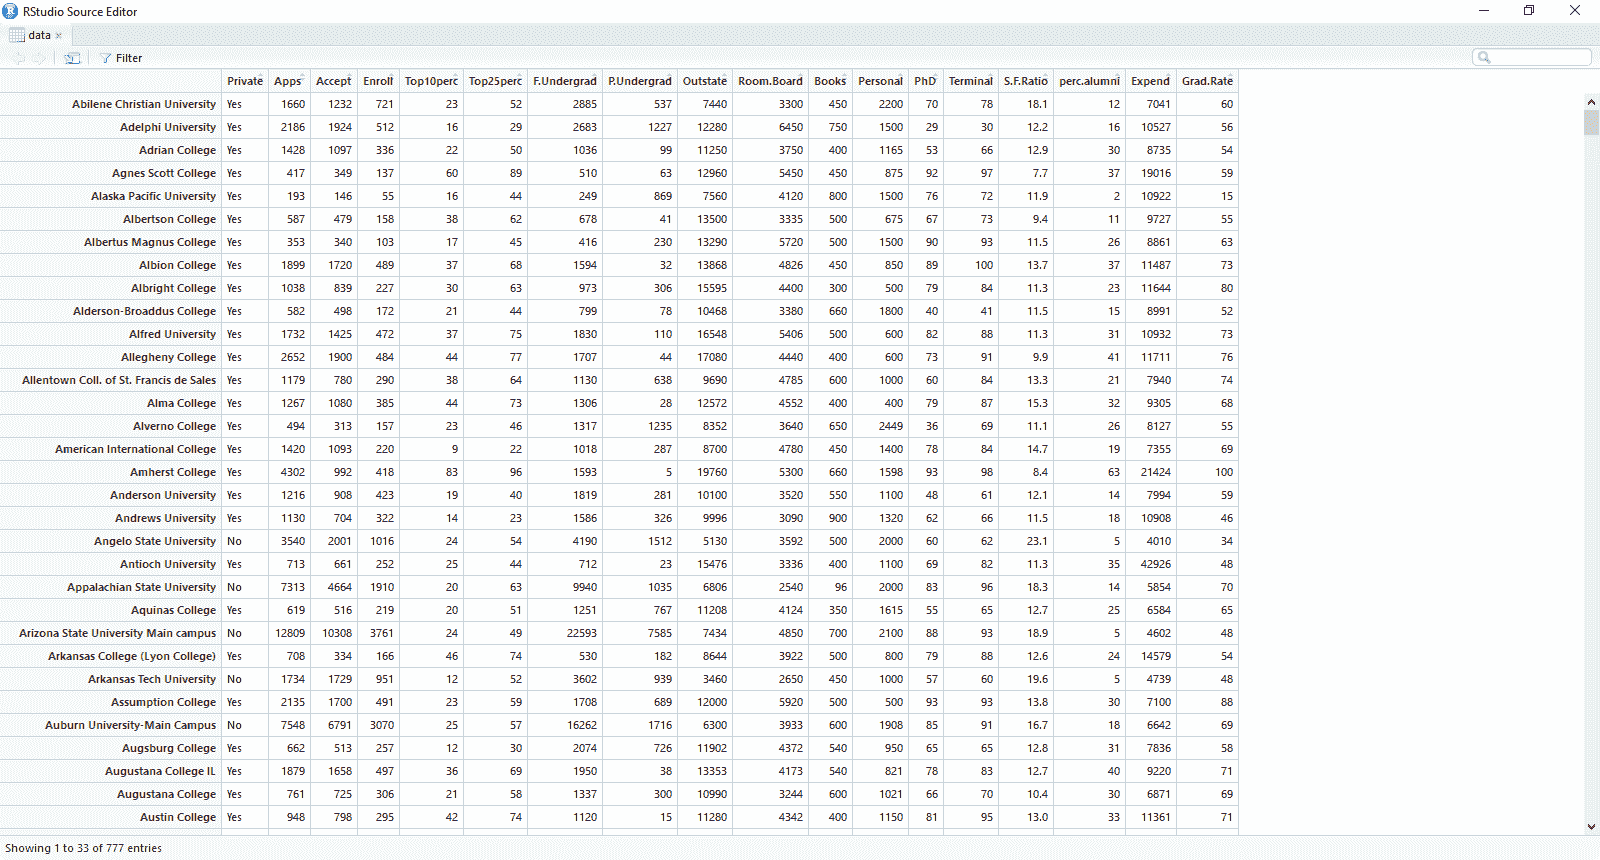 RStudio Source Editor
data
Filter
Private Apps Accept Enroll Top10perc Top25perc F.Undergrad P.Undergrad Outstate Room.Board Books Personal PhD Terminal S.F.Ratio perc.alumni Expend Grad.Rate
Abilene Christian University Yes 1660 1232 721 23 52 2885 537 7440 3300 450 2200 70 78 18.1 12 7041 60
Adelphi University Yes 2186 1924 512 16 29 2683 1227 12280 6450 750 1500 29 30 12.2 16 10527 56
Adrian College Yes 1428 1097 336 22 50 1036 99 11250 3750 400 1165 53 66 12.9 30 8735 54
Agnes Scott College Yes 417 349 137 60 89 510 63 12960 5450 450 875 92 97 7.7 37 19016 59
Alaska Pacific University Yes 193 146 55 16 44 249 869 7560 4120 800 1500 76 72 11.9 2 10922 15
Albertson College Yes 587 479 158 38 62 678 41 13500 3335 500 675 67 73 9.4 11 9727 55
Albertus Magnus College Yes 353 340 103 17 45 416 230 13290 5720 500 1500 90 93 11.5 26 8861 63
Albion College Yes 1899 1720 489 37 68 1594 32 13868 4826 450 850 89 100 13.7 37 11487 73
Albright College Yes 1038 839 227 30 63 973 306 15595 4400 300 500 79 84 11.3 23 11644 80
Alderson-Broaddus College Yes 582 498 172 21 44 799 78 10468 3380 660 1800 40 41 11.5 15 8991 52
Alfred University Yes 1732 1425 472 37 75 1830 110 16548 5406 500 600 82 88 11.3 31 10932 73
Allegheny College Yes 2652 1900 484 44 77 1707 44 17080 4440 400 600 73 91 9.9 41 11711 76
Allentown Coll. of St. Francis de Sales Yes 1179 780 290 38 64 1130 638 9690 4785 600 1000 60 84 13.3 21 7940 74
Alma College Yes 1267 1080 385 44 73 1306 28 12572 4552 400 400 79 87 15.3 32 9305 68
Alverno College Yes 494 313 157 23 46 1317 1235 8352 3640 650 2449 36 69 11.1 26 8127 55
American International College Yes 1420 1093 220 9 22 1018 287 8700 4780 450 1400 78 84 14.7 19 7355 69
Amherst College Yes 4302 992 418 83 96 1593 5 19760 5300 660 1598 93 98 8.4 63 21424 100
Anderson University Yes 1216 908 423 19 40 1819 281 10100 3520 550 1100 48 61 12.1 14 7994 59
Andrews University Yes 1130 704 322 14 23 1586 326 9996 3090 900 1320 62 66 11.5 18 10908 46
Angelo State University No 3540 2001 1016 24 54 4190 1512 5130 3592 500 2000 60 62 23.1 5 4010 34
Antioch University Yes 713 661 252 25 44 712 23 15476 3336 400 1100 69 82 11.3 35 42926 48
Appalachian State University No 7313 4664 1910 20 63 9940 1035 6806 2540 96 2000 83 96 18.3 14 5854 70
Aquinas College Yes 619 516 219 20 51 1251 767 11208 4124 350 1615 55 65 12.7 25 6584 65
Arizona State University Main campus No 12809 10308 3761 24 49 22593 7585 7434 4850 700 2100 88 93 18.9 5 4602 48
Arkansas College (Lyon College) Yes 708 334 166 46 74 530 182 8644 3922 500 800 79 88 12.6 24 14579 54
Arkansas Tech University No 1734 1729 951 12 52 3602 939 3460 2650 450 1000 57 60 19.6 5 4739 48
Assumption College Yes 2135 1700 491 23 59 1708 689 12000 5920 500 500 93 93 13.8 30 7100 88
Auburn University-Main Campus No 7548 6791 3070 25 57 16262 1716 6300 3933 600 1908 85 91 16.7 18 6642 69
Augsburg College Yes 662 513 257 12 30 2074 726 11902 4372 540 950 65 65 12.8 31 7836 58
Augustana College IL Yes 1879 1658 497 36 69 1950 38 13353 4173 540 821 78 83 12.7 40 9220 71
Augustana College Yes 761 725 306 21 58 1337 300 10990 3244 600 1021 66 70 10.4 30 6871 69
Austin College Yes 948 798 295 42 74 1120 15 11280 4342 400 1150 81 95 13.0 33 11361 71
Showing 1 to 33 of 777 entries